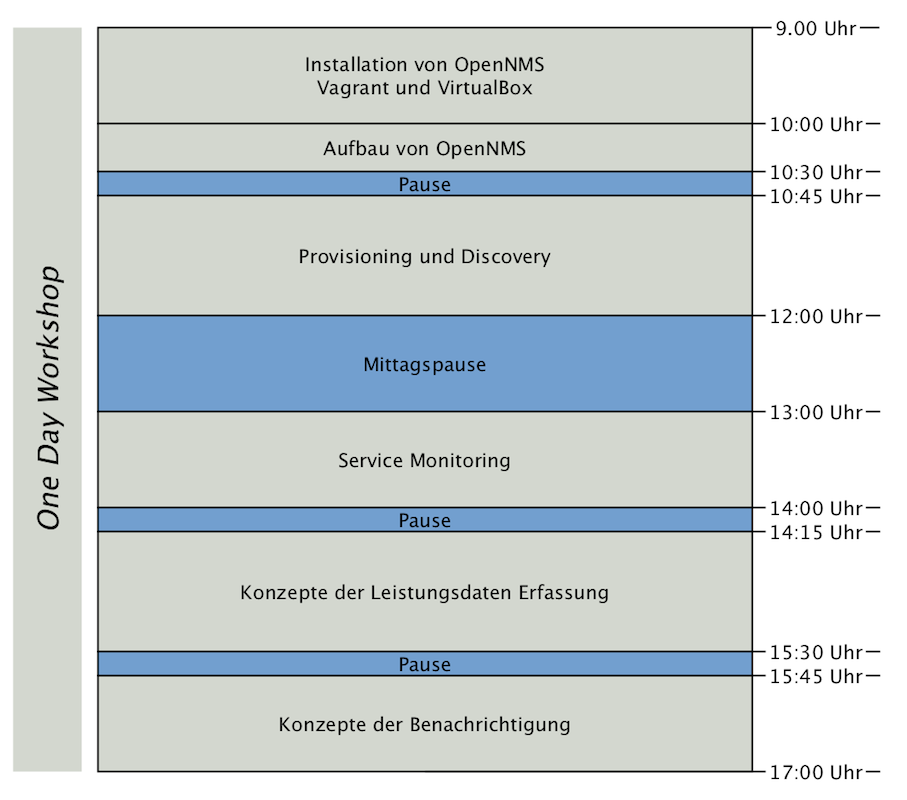 One Day Workshop
9.00 Uhr
Installation von OpenNMS
Vagrant und VirtualBox
10:00 Uhr
Aufbau von OpenNMS
10:30 Uhr
Pause
10:45 Uhr
Provisioning und Discovery
12:00 Uhr
Mittagspause
13:00 Uhr
Service Monitoring
14:00 Uhr
Pause
14:15 Uhr
Konzepte der Leistungsdaten Erfassung
15:30 Uhr
Pause
15:45 Uhr
Konzepte der Benachrichtigung
17:00 Uhr